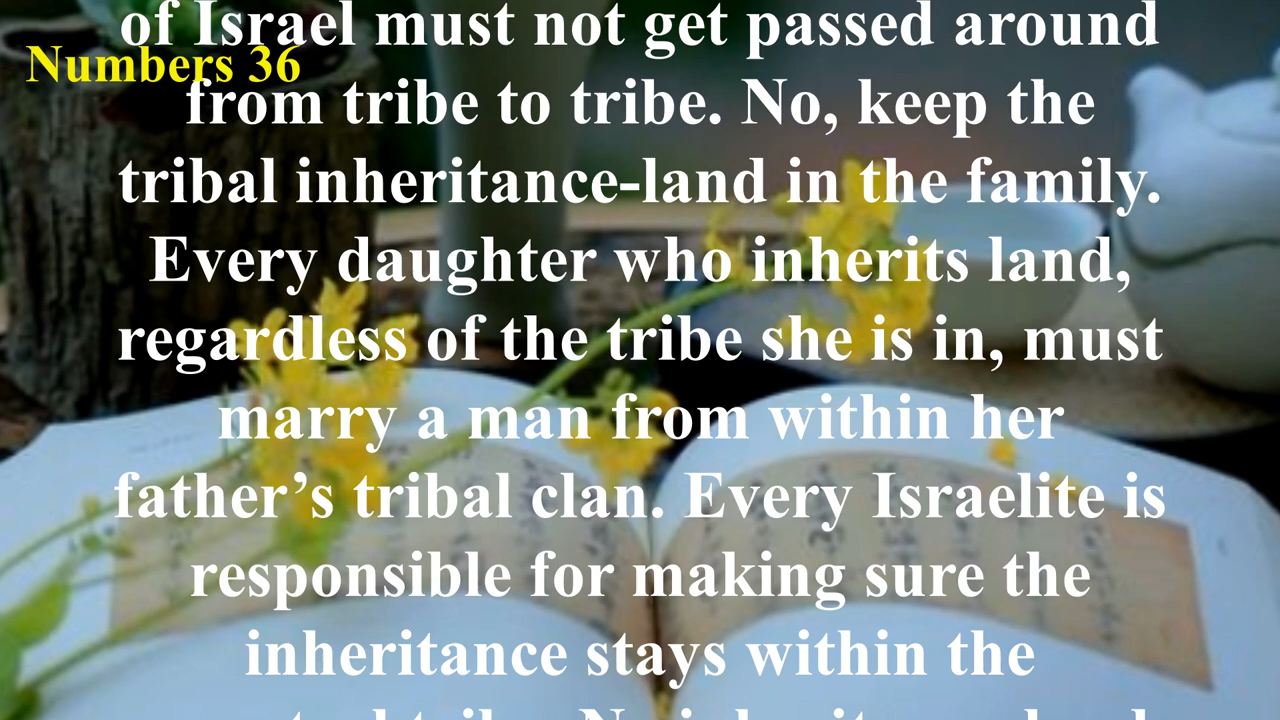 of Israel must not get passed around
Numbers 36
from tribe to tribe. No, keep the
tribal inheritance-land in the family.
Every daughter who inherits land,
regardless of the tribe she is in, must
marry a man from within her
father’s tribal clan. Every Israelite is
responsible for making sure the
inheritance stays within the